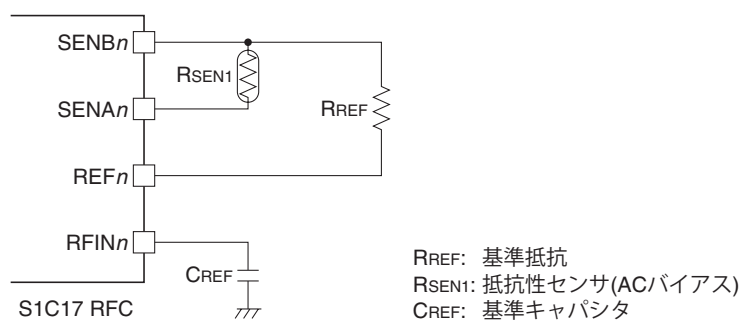 SENBn
RSEN1
SENAn
RREF
REFn
RFINn
CREF
S1C17 RFC
RREF: 基準抵抗
RSEN1: 抵抗性センサ(ACバイアス)
CREF: 基準キャパシタ